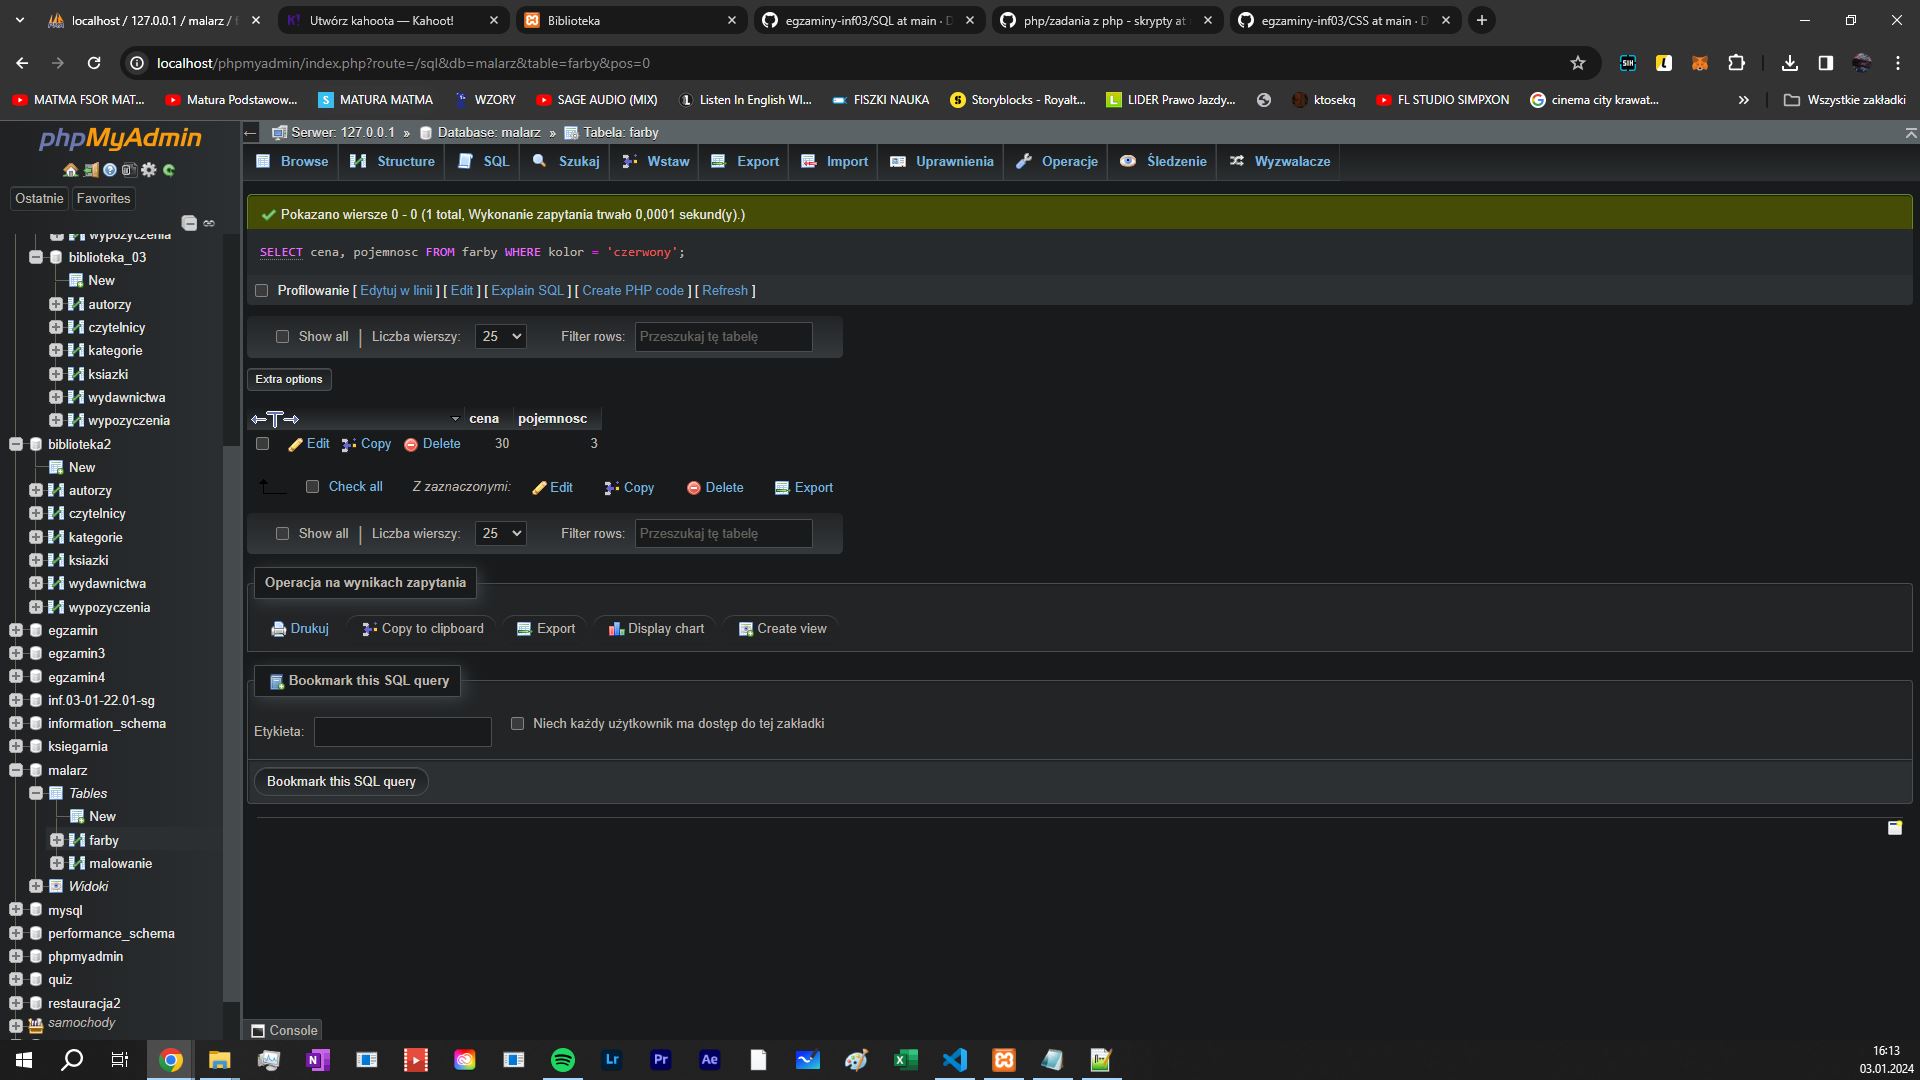 localhost / 127.0.0.1 / malarz / f
Utwórz kahoota — Kahoot!
Biblioteka
egzaminy-inf03/SQL at main · D
php/zadania z php - skrypty at
egzaminy-inf03/CSS at main · D
localhost/phpmyadmin/index.php?route=/sql&db=malarz&table=farby&pos=0
MATMA FSOR MAT...
Matura Podstawow...
MATURA MATMA
WZORY
SAGE AUDIO (MIX)
Listen In English WI...
FISZKI NAUKA
Storyblocks - Royalt...
LIDER Prawo Jazdy...
ktosekq
FL STUDIO SIMPXON
cinema city krawat...
»
Wszystkie zakładki
phpMyAdmin
Ostatnie
Favorites
wypozyczenia
biblioteka_03
New
autorzy
czytelnicy
kategorie
ksiazki
wydawnictwa
wypozyczenia
biblioteka2
New
autorzy
czytelnicy
kategorie
ksiazki
wydawnictwa
wypozyczenia
egzamin
egzamin3
egzamin4
inf.03-01-22.01-sg
information_schema
ksiegarnia
malarz
Tables
New
farby
malowanie
Widoki
mysql
performance_schema
phpmyadmin
quiz
restauracja2
samochody
Serwer: 127.0.0.1 » Database: malarz » Tabela: farby
Browse
Structure
SQL
Szukaj
Wstaw
Export
Import
Uprawnienia
Operacje
Śledzenie
Wyzwalacze
Pokazano wiersze 0 - 0 (1 total, Wykonanie zapytania trwało 0,0001 sekund(y).)
SELECT cena, pojemnosc FROM farby WHERE kolor = 'czerwony';
Profilowanie [ Edytuj w linii ] [ Edit ] [ Explain SQL ] [ Create PHP code ] [ Refresh ]
Show all | Liczba wierszy: 25 Filter rows: Przeszukaj tę tabelę
Extra options
cena pojemnosc
Edit Copy Delete 30 3
Check all Z zaznaczonymi: Edit Copy Delete Export
Show all | Liczba wierszy: 25 Filter rows: Przeszukaj tę tabelę
Operacja na wynikach zapytania
Drukuj Copy to clipboard Export Display chart Create view
Bookmark this SQL query
Etykieta:
Niech każdy użytkownik ma dostęp do tej zakładki
Bookmark this SQL query
Console
Lr
Pr
Ae
16:13
03.01.2024